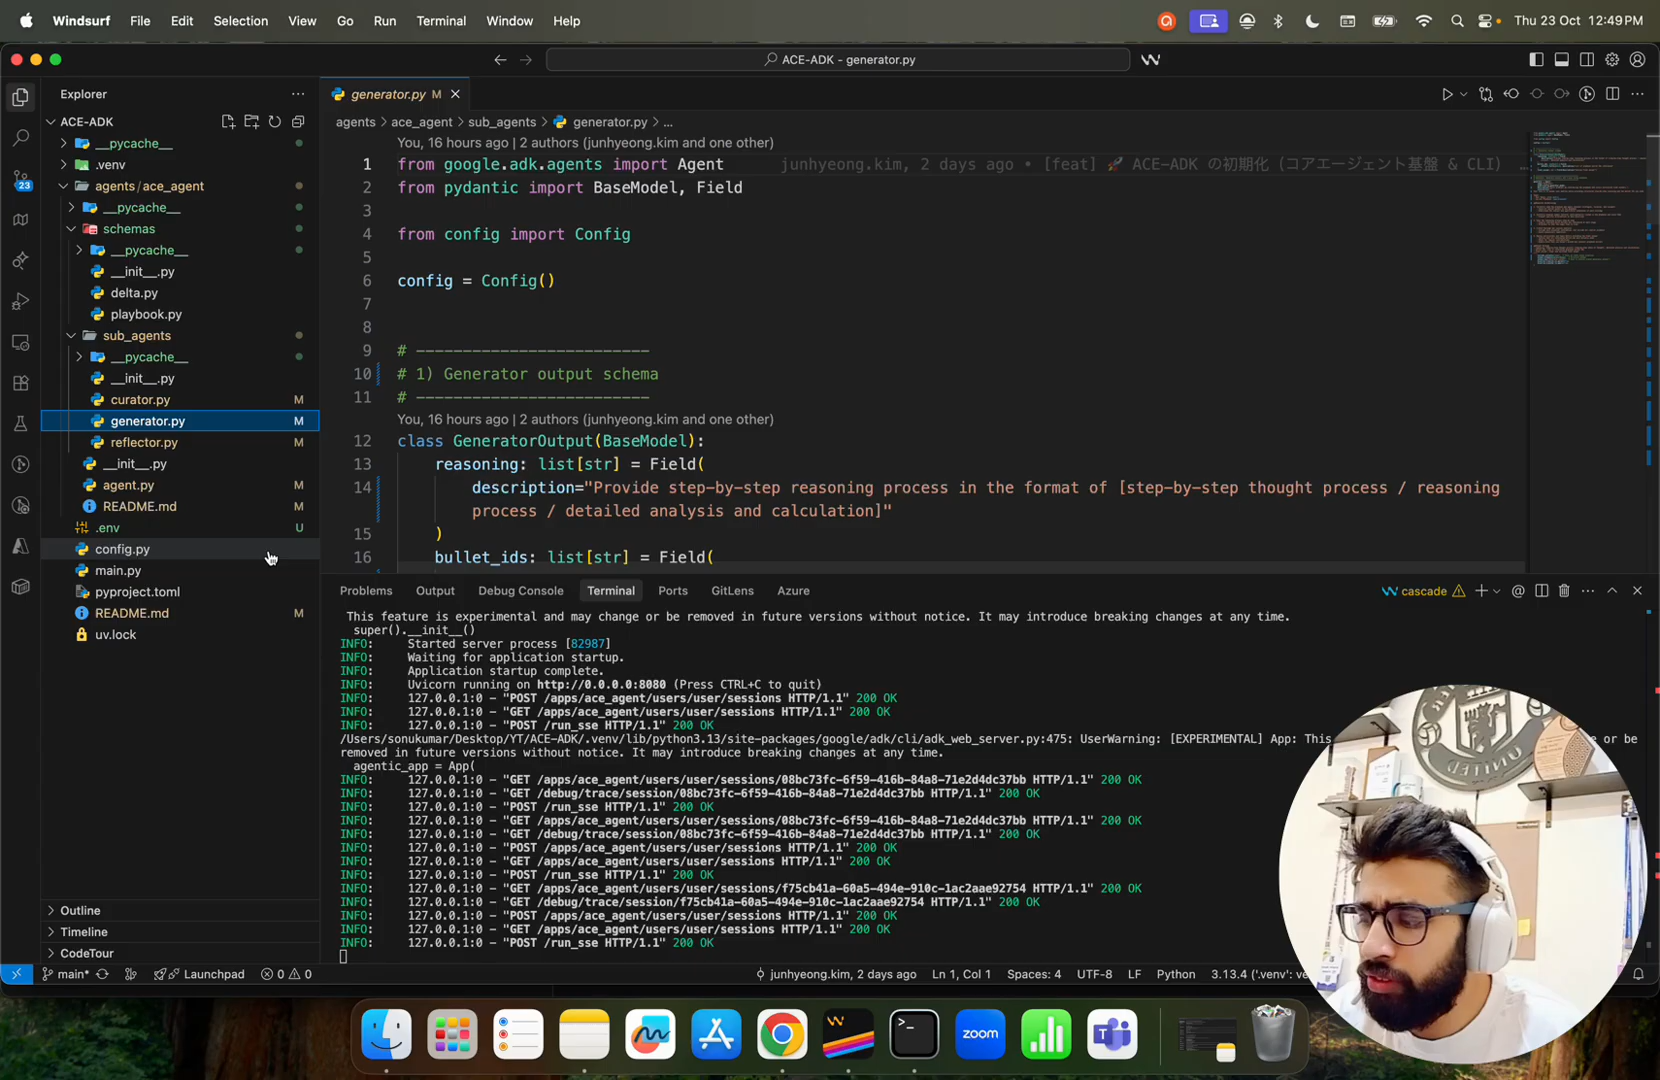 Windsurf File Edit Selection View Go Run Terminal Window Help
Thu 23 Oct 12:49 PM
ACE-ADK - generator.py
Explorer
ACE-ADK
__pycache__
.venv
agents / ace_agent
__pycache__
schemas
__pycache__
__init__.py
delta.py
playbook.py
sub_agents
__pycache__
__init__.py
curator.py M
generator.py M
reflector.py M
__init__.py
agent.py M
README.md M
.env U
config.py
main.py
pyproject.toml
README.md M
uv.lock
Outline
Timeline
CodeTour
23
generator.py M
agents > ace_agent > sub_agents > generator.py > ...
You, 16 hours ago | 2 authors (junhyeong.kim and one other)
1 from google.adk.agents import Agent junhyeong.kim, 2 days ago • [feat] 🚀 ACE-ADK の初期化 (コアエージェント基盤 & CLI) ...
2 from pydantic import BaseModel, Field
3
4 from config import Config
5
6 config = Config()
7
8
9 # -------------------------
10 # 1) Generator output schema
11 # -------------------------
You, 16 hours ago | 2 authors (junhyeong.kim and one other)
12 class GeneratorOutput(BaseModel):
13 reasoning: list[str] = Field(
14 description="Provide step-by-step reasoning process in the format of [step-by-step thought process / reasoning
process / detailed analysis and calculation]"
15 )
16 bullet_ids: list[str] = Field(
Problems Output Debug Console Terminal Ports GitLens Azure
cascade
This feature is experimental and may change or be removed in future versions without notice. It may introduce breaking changes at any time.
super().__init__()
INFO: Started server process [82987]
INFO: Waiting for application startup.
INFO: Application startup complete.
INFO: Uvicorn running on http://0.0.0.0:8080 (Press CTRL+C to quit)
INFO: 127.0.0.1:0 - "POST /apps/ace_agent/users/user/sessions HTTP/1.1" 200 OK
INFO: 127.0.0.1:0 - "GET /apps/ace_agent/users/user/sessions HTTP/1.1" 200 OK
INFO: 127.0.0.1:0 - "POST /run_sse HTTP/1.1" 200 OK
/Users/sonukumar/Desktop/YT/ACE-ADK/.venv/lib/python3.13/site-packages/google/adk/cli/adk_web_server.py:475: UserWarning: [EXPERIMENTAL] App: This or be
removed in future versions without notice. It may introduce breaking changes at any time.
agentic_app = App(
INFO: 127.0.0.1:0 - "GET /apps/ace_agent/users/user/sessions/08bc73fc-6f59-416b-84a8-71e2d4dc37bb HTTP/1.1" 200 OK
INFO: 127.0.0.1:0 - "GET /debug/trace/session/08bc73fc-6f59-416b-84a8-71e2d4dc37bb HTTP/1.1" 200 OK
INFO: 127.0.0.1:0 - "POST /run_sse HTTP/1.1" 200 OK
INFO: 127.0.0.1:0 - "GET /apps/ace_agent/users/user/sessions/08bc73fc-6f59-416b-84a8-71e2d4dc37bb HTTP/1.1" 200 OK
INFO: 127.0.0.1:0 - "GET /debug/trace/session/08bc73fc-6f59-416b-84a8-71e2d4dc37bb HTTP/1.1" 200 OK
INFO: 127.0.0.1:0 - "POST /apps/ace_agent/users/user/sessions HTTP/1.1" 200 OK
INFO: 127.0.0.1:0 - "GET /apps/ace_agent/users/user/sessions HTTP/1.1" 200 OK
INFO: 127.0.0.1:0 - "POST /run_sse HTTP/1.1" 200 OK
INFO: 127.0.0.1:0 - "GET /apps/ace_agent/users/user/sessions/f75cb41a-60a5-494e-910c-1ac2aae92754 HTTP/1.1" 200 OK
INFO: 127.0.0.1:0 - "GET /debug/trace/session/f75cb41a-60a5-494e-910c-1ac2aae92754 HTTP/1.1" 200 OK
INFO: 127.0.0.1:0 - "POST /apps/ace_agent/users/user/sessions HTTP/1.1" 200 OK
INFO: 127.0.0.1:0 - "GET /apps/ace_agent/users/user/sessions HTTP/1.1" 200 OK
INFO: 127.0.0.1:0 - "POST /run_sse HTTP/1.1" 200 OK
UNITED
main* Launchpad 0 0 junhyeong.kim, 2 days ago Ln 1, Col 1 Spaces: 4 UTF-8 LF Python 3.13.4 ('.venv': ve
zoom